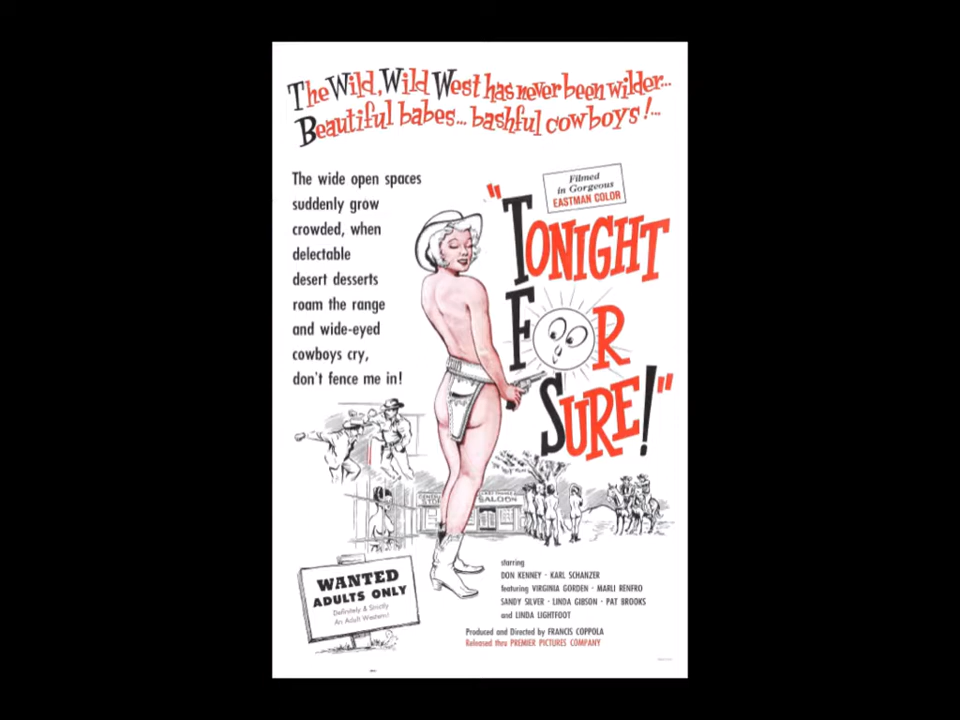 The Wild, Wild West has never been wilder...
Beautiful babes... bashful cowboys!...
The wide open spaces
suddenly grow
crowded, when
delectable
desert desserts
roam the range
and wide-eyed
cowboys cry,
don't fence me in!
Filmed
in Gorgeous
EASTMAN COLOR
"TONIGHT
FOR
SURE!"
SALOON
WANTED
ADULTS ONLY
Definitely & Strictly
An Adult Western!
starring
DON KENNEY · KARL SCHANZER
featuring VIRGINIA GORDEN · MARLI RENFRO
SANDY SILVER · LINDA GIBSON · PAT BROOKS
and LINDA LIGHTFOOT
Produced and Directed by FRANCIS COPPOLA
Released thru PREMIER PICTURES COMPANY